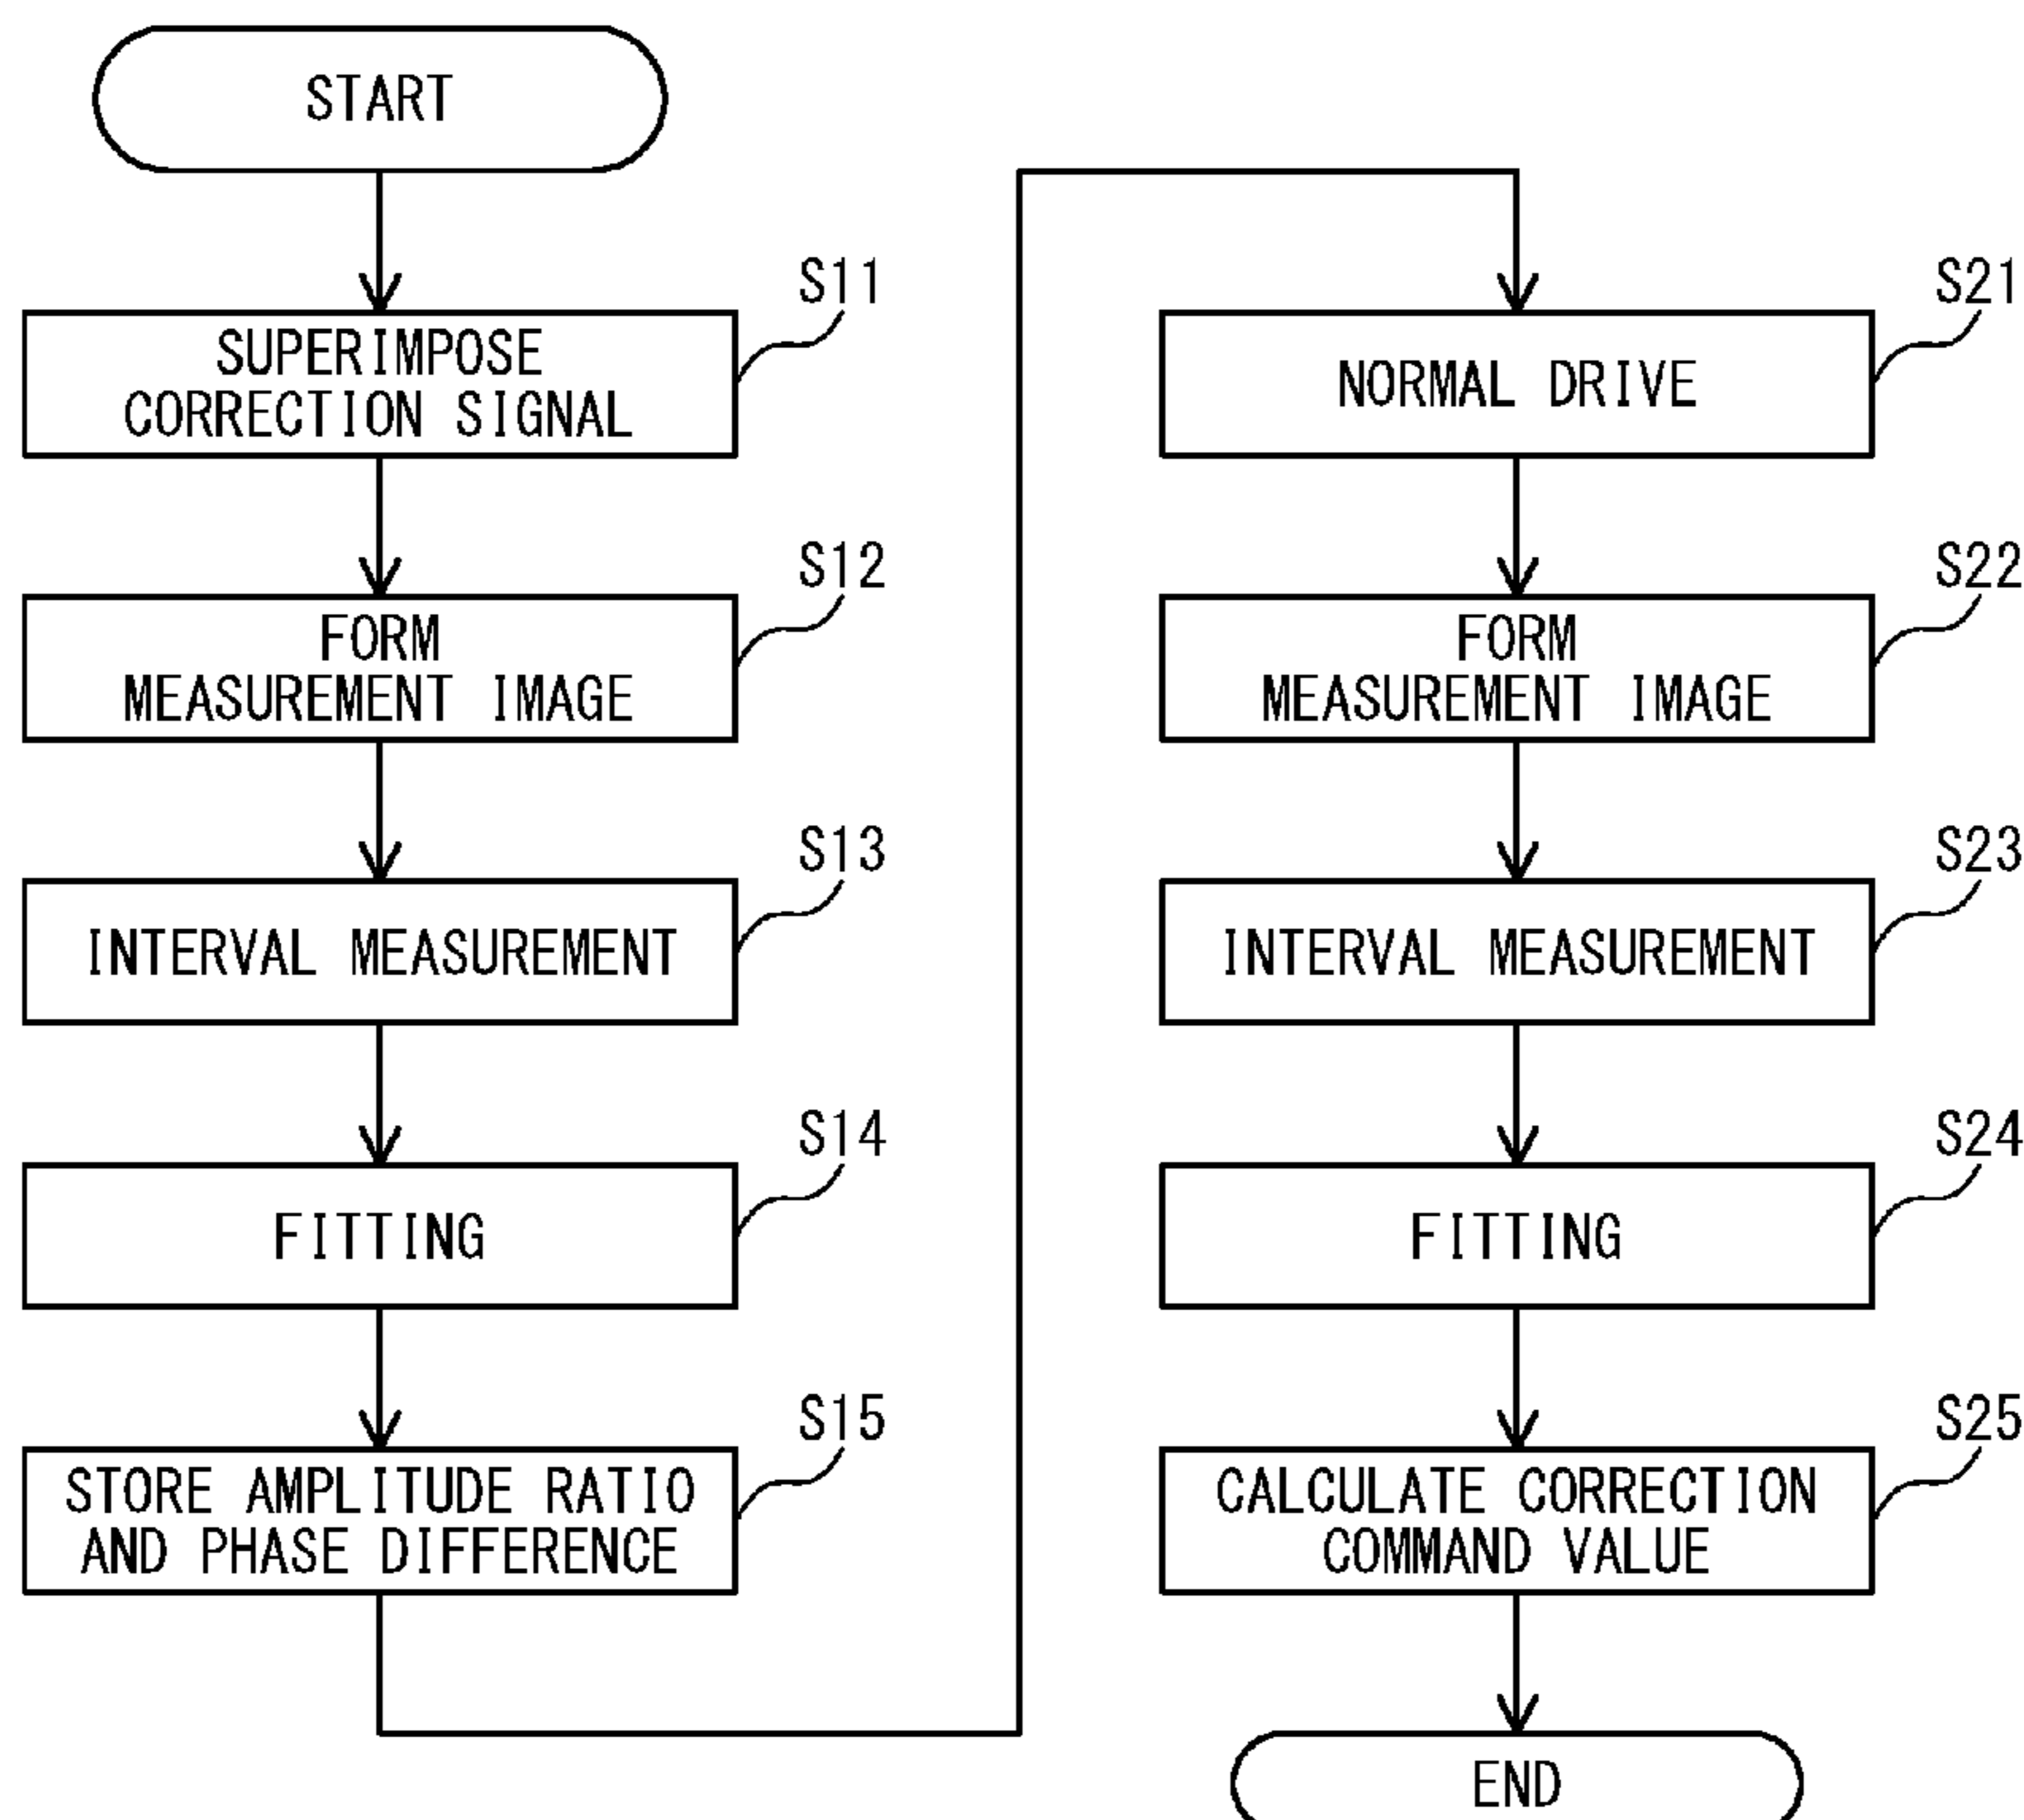 START
S11
SUPERIMPOSE
CORRECTION SIGNAL
S12
FORM
MEASUREMENT IMAGE
S13
INTERVAL MEASUREMENT
S14
FITTING
S15
STORE AMPLITUDE RATIO
AND PHASE DIFFERENCE
S21
NORMAL DRIVE
S22
FORM
MEASUREMENT IMAGE
S23
INTERVAL MEASUREMENT
S24
FITTING
S25
CALCULATE CORRECTION
COMMAND VALUE
END